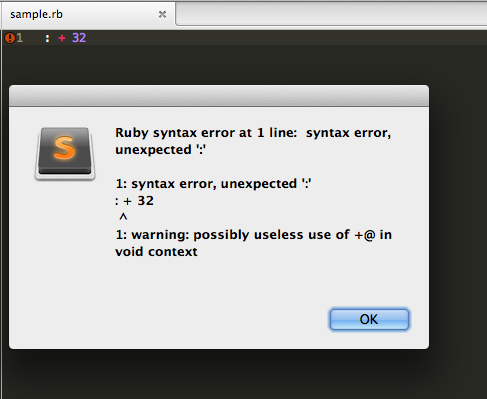 sample.rb
1 : + 32
S
Ruby syntax error at 1 line: syntax error,
unexpected ':'
1: syntax error, unexpected ':'
: + 32
^
1: warning: possibly useless use of +@ in
void context
OK